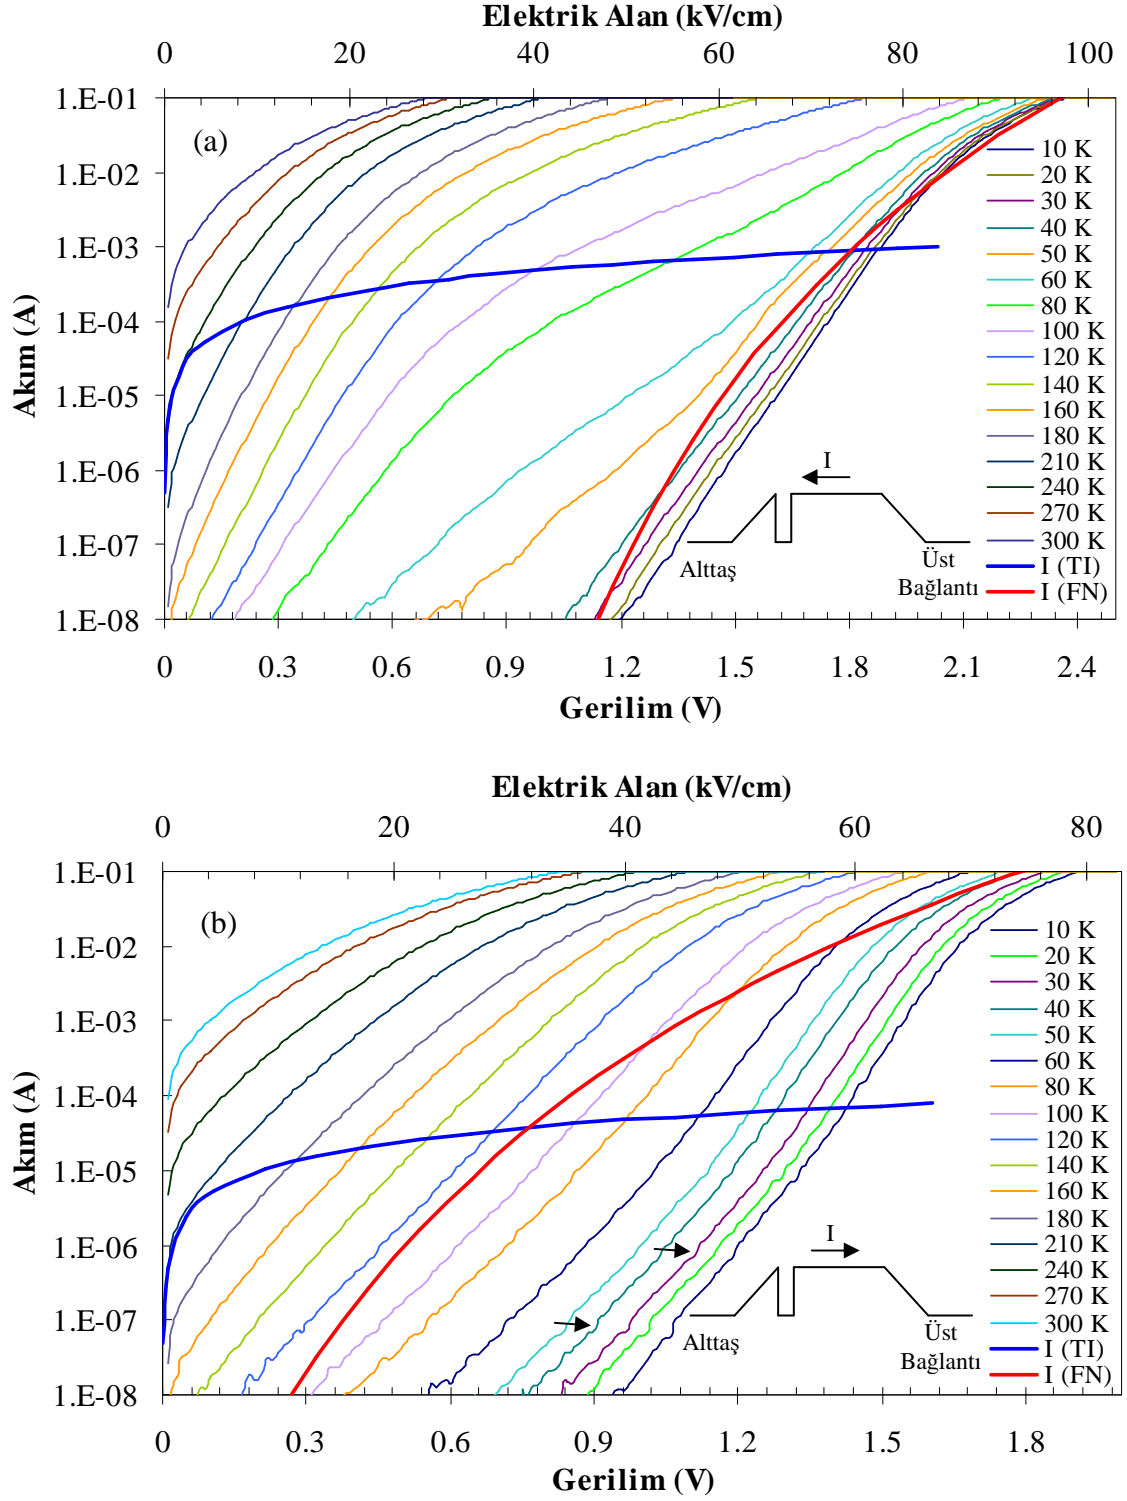 Elektrik Alan (kV/cm)
0 20 40 60 80 100
1.E-01
1.E-02
1.E-03
1.E-04
1.E-05
1.E-06
1.E-07
1.E-08
Akım (A)
(a)
10 K
20 K
30 K
40 K
50 K
60 K
80 K
100 K
120 K
140 K
160 K
180 K
210 K
240 K
270 K
300 K
I (TI)
I (FN)
I
Alttaş
Üst
Bağlantı
0 0.3 0.6 0.9 1.2 1.5 1.8 2.1 2.4
Gerilim (V)
Elektrik Alan (kV/cm)
0 20 40 60 80
1.E-01
1.E-02
1.E-03
1.E-04
1.E-05
1.E-06
1.E-07
1.E-08
Akım (A)
(b)
10 K
20 K
30 K
40 K
50 K
60 K
80 K
100 K
120 K
140 K
160 K
180 K
210 K
240 K
270 K
300 K
I (TI)
I (FN)
I
Alttaş
Üst
Bağlantı
0 0.3 0.6 0.9 1.2 1.5 1.8
Gerilim (V)